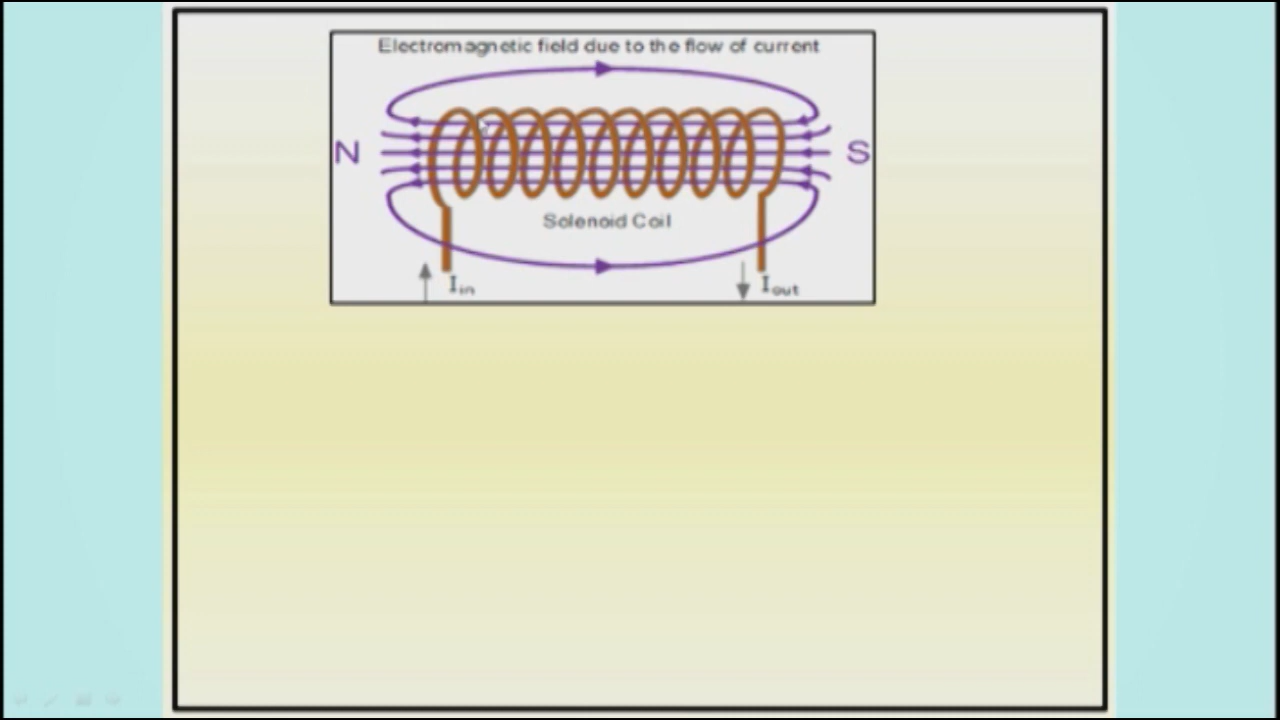 Electromagnetic field due to the flow of current
N S
Solenoid Coil
Iin Iout